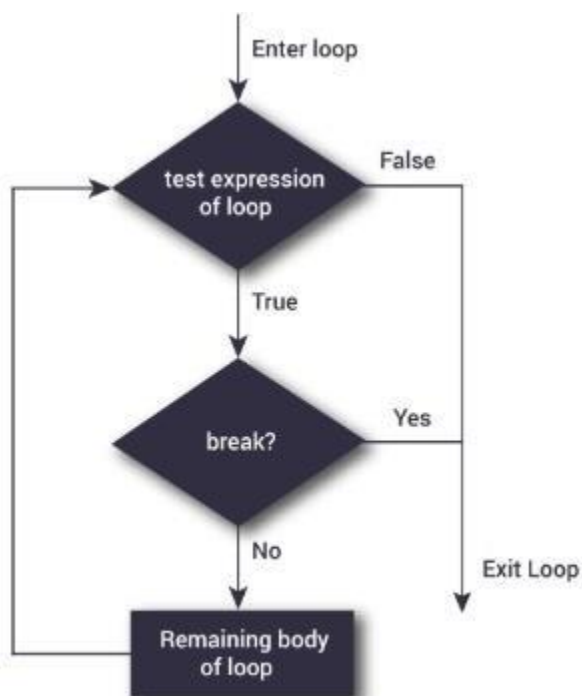 Enter loop
test expression
of loop
False
True
break?
Yes
No
Exit Loop
Remaining body
of loop